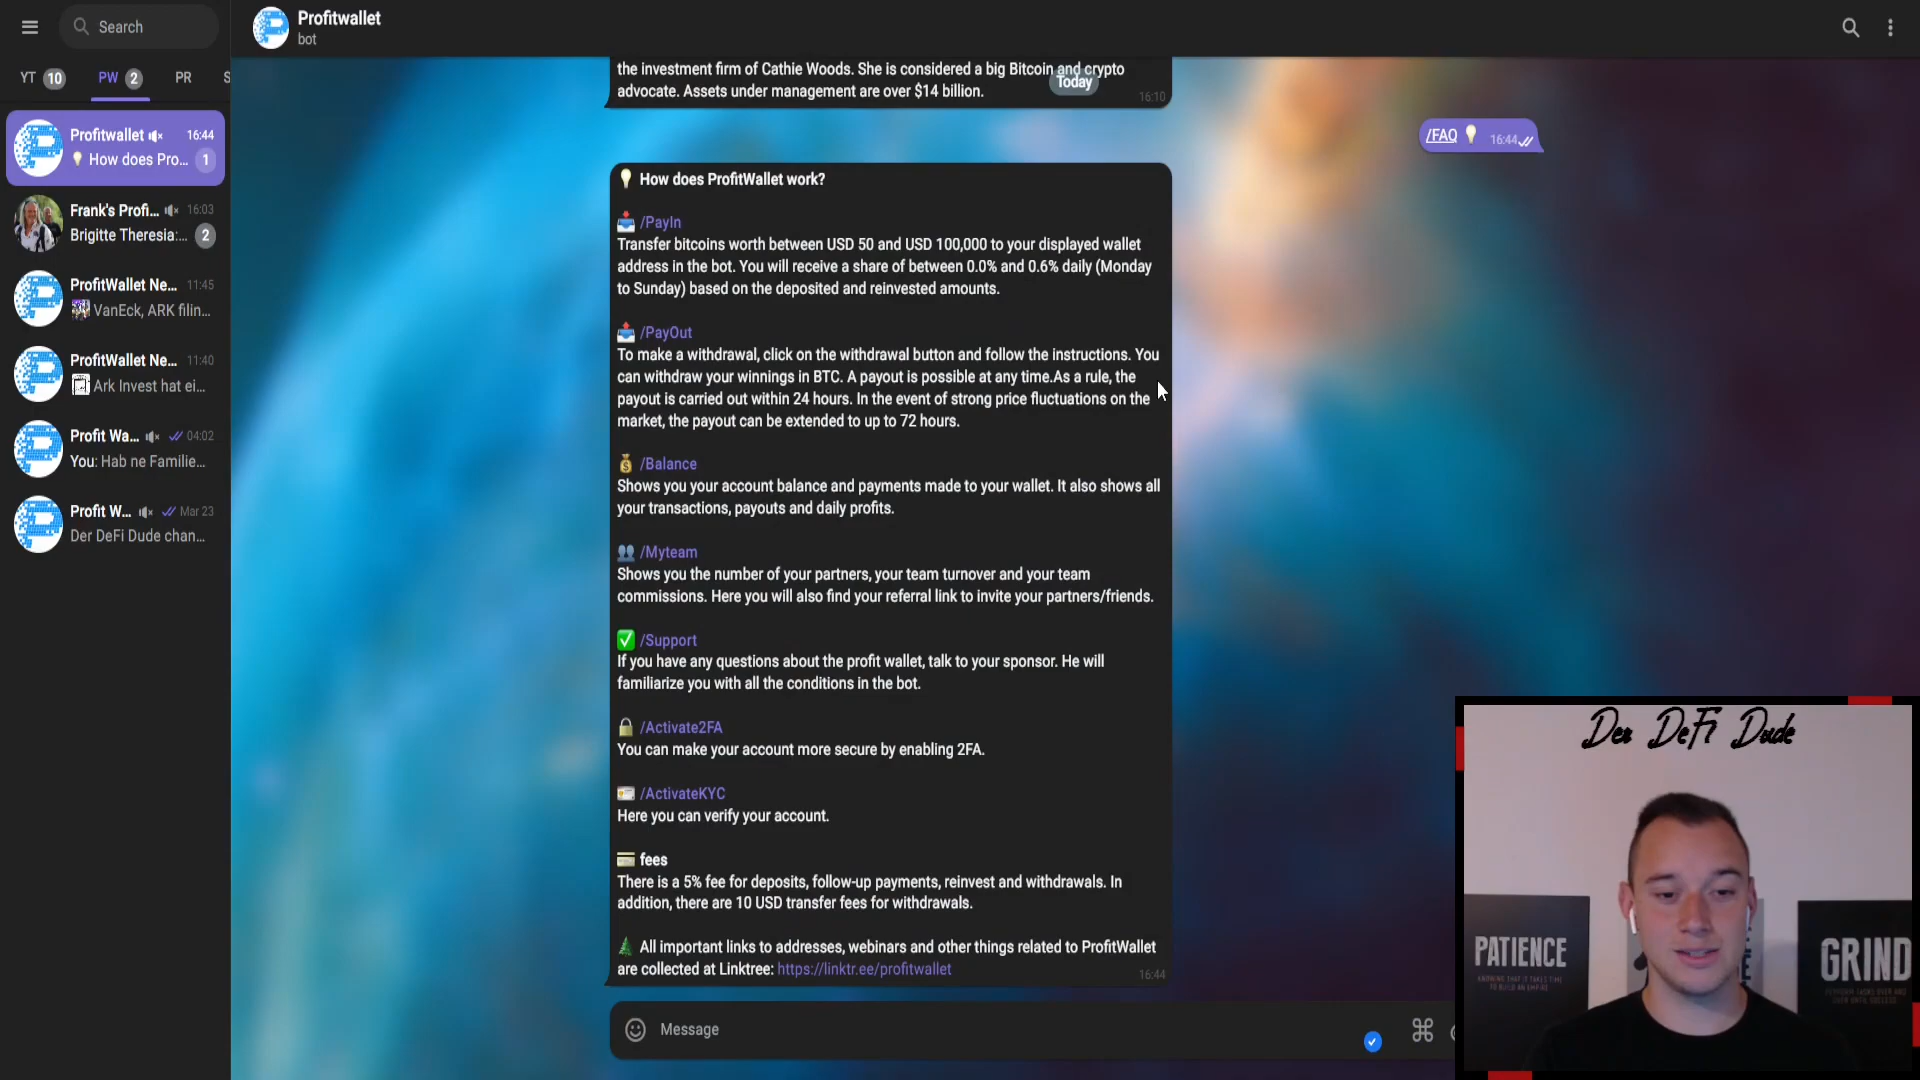 Search
YT 10
PW 2
PR
S
Profitwallet 16:44
How does Pro... 1
Frank's Profi... 16:03
Brigitte Theresia:... 2
ProfitWallet Ne... 11:45
VanEck, ARK filin...
ProfitWallet Ne... 11:40
Ark Invest hat ei...
Profit Wa... 04:02
You: Hab ne Familie...
Profit W... Mar 23
Der DeFi Dude chan...
Profitwallet
bot
the investment firm of Cathie Woods. She is considered a big Bitcoin and crypto
advocate. Assets under management are over $14 billion.
16:10
Today
/FAQ 16:44
How does ProfitWallet work?
/PayIn
Transfer bitcoins worth between USD 50 and USD 100,000 to your displayed wallet
address in the bot. You will receive a share of between 0.0% and 0.6% daily (Monday
to Sunday) based on the deposited and reinvested amounts.
/PayOut
To make a withdrawal, click on the withdrawal button and follow the instructions. You
can withdraw your winnings in BTC. A payout is possible at any time.As a rule, the
payout is carried out within 24 hours. In the event of strong price fluctuations on the
market, the payout can be extended to up to 72 hours.
/Balance
Shows you your account balance and payments made to your wallet. It also shows all
your transactions, payouts and daily profits.
/Myteam
Shows you the number of your partners, your team turnover and your team
commissions. Here you will also find your referral link to invite your partners/friends.
/Support
If you have any questions about the profit wallet, talk to your sponsor. He will
familiarize you with all the conditions in the bot.
/Activate2FA
You can make your account more secure by enabling 2FA.
/ActivateKYC
Here you can verify your account.
fees
There is a 5% fee for deposits, follow-up payments, reinvest and withdrawals. In
addition, there are 10 USD transfer fees for withdrawals.
All important links to addresses, webinars and other things related to ProfitWallet
are collected at Linktree: https://linktr.ee/profitwallet
16:44
Message
Der DeFi Dude
PATIENCE
KNOWING THAT IT TAKES TIME
TO BUILD AN EMPIRE
GRIND